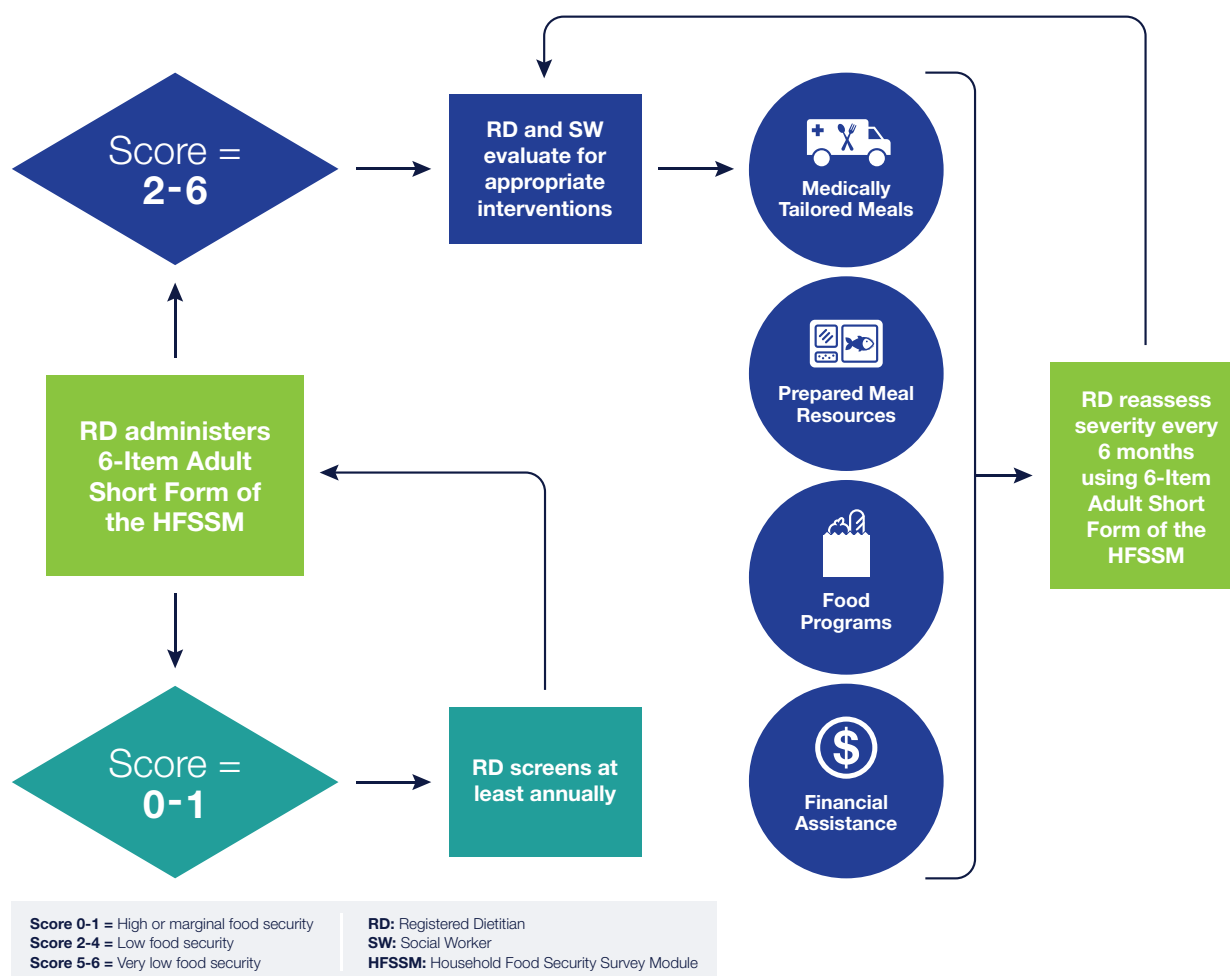 Score =
2-6
RD and SW
evaluate for
appropriate
interventions
Medically
Tailored Meals
Prepared Meal
Resources
RD administers
6-Item Adult
Short Form of
the HFSSM
RD reassess
severity every
6 months
using 6-Item
Adult Short
Form of the
HFSSM
Food
Programs
Score =
0-1
RD screens at
least annually
$
Financial
Assistance
Score 0-1 = High or marginal food security
Score 2-4 = Low food security
Score 5-6 = Very low food security
RD: Registered Dietitian
SW: Social Worker
HFSSM: Household Food Security Survey Module